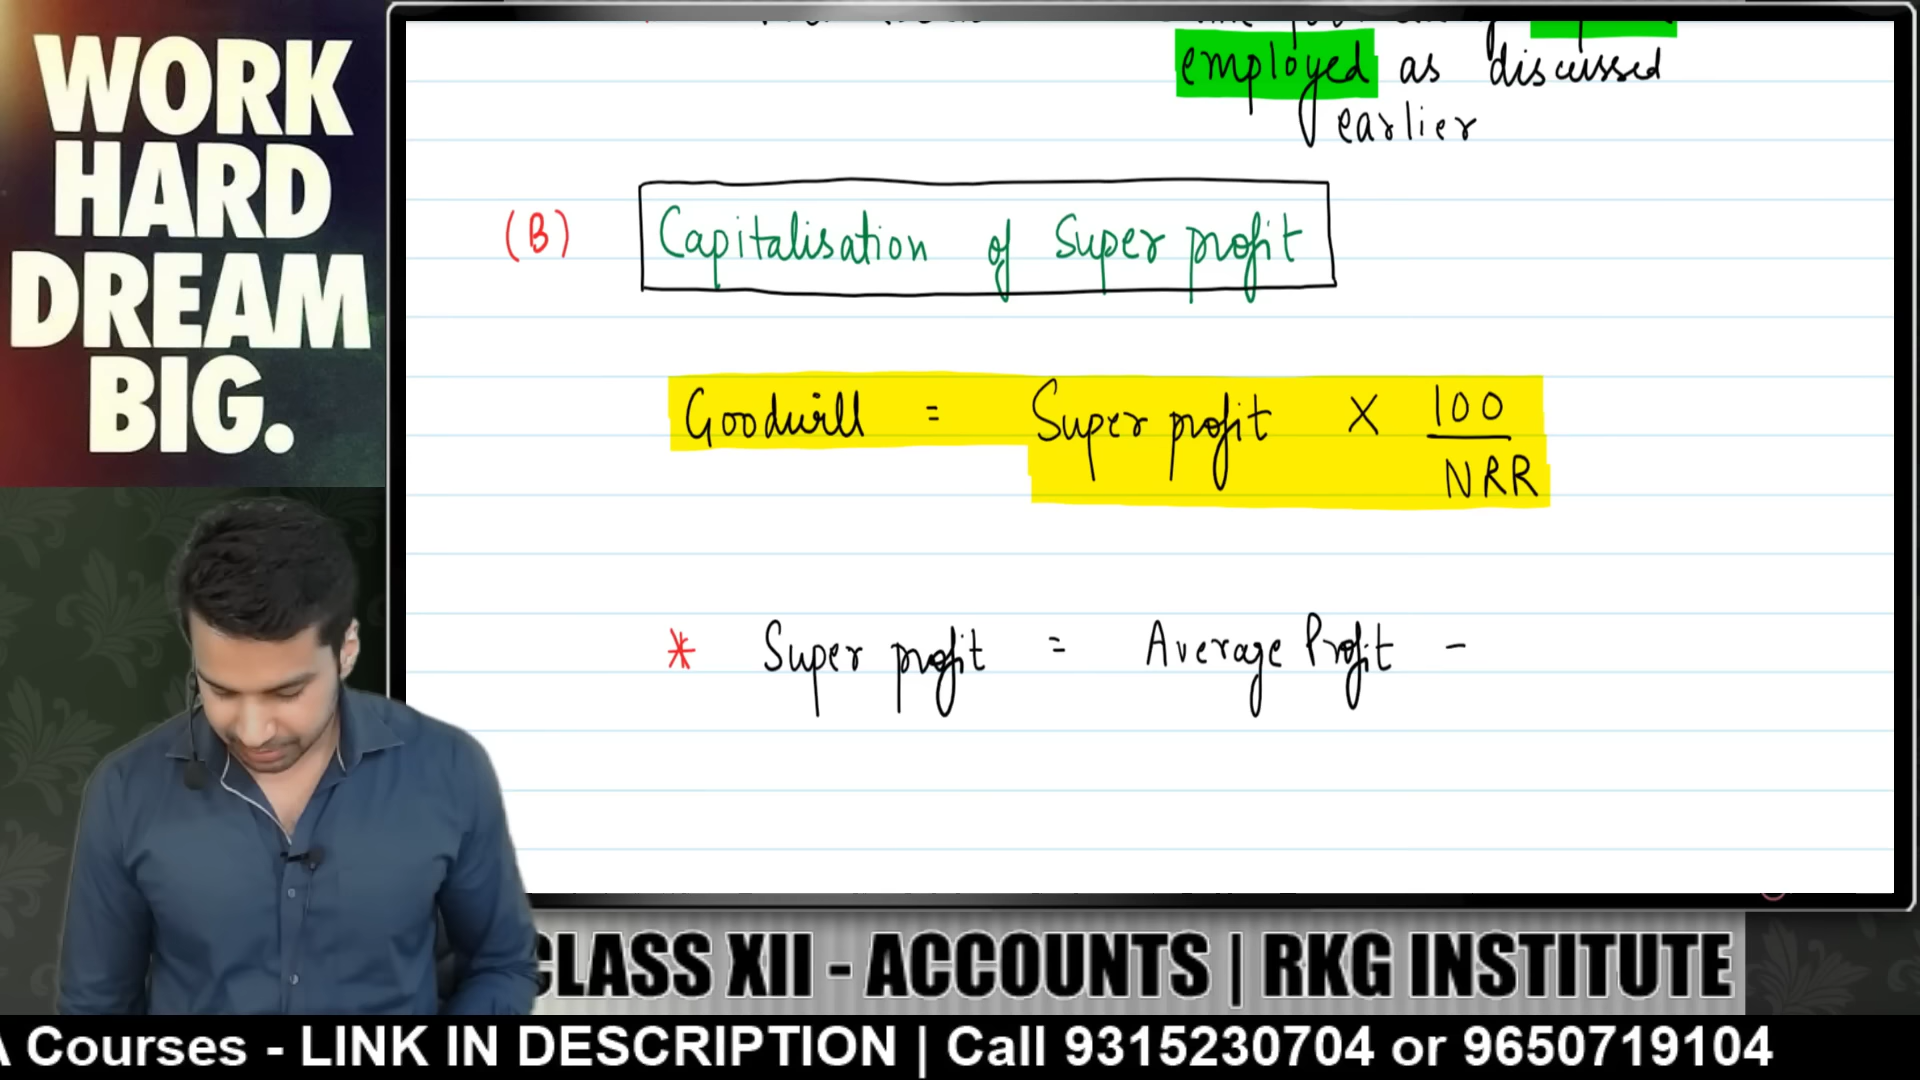 WORK
HARD
DREAM
BIG.
employed as discussed
earlier
(B) Capitalisation of Super profit
Goodwill = Super profit X 100
NRR
* Super profit = Average Profit -
CLASS XII - ACCOUNTS | RKG INSTITUTE
A Courses - LINK IN DESCRIPTION | Call 9315230704 or 9650719104